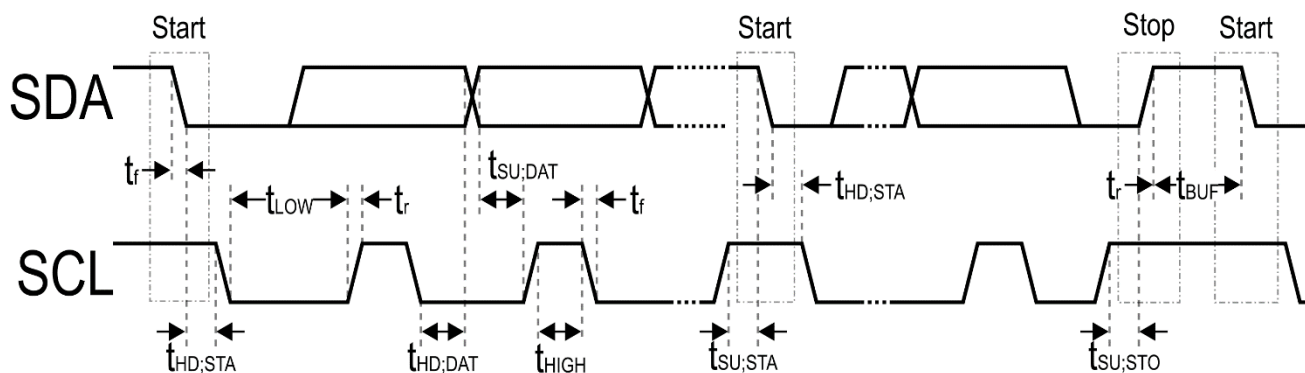 Start Start Stop Start
SDA
tf tSU;DAT tHD;STA tr tBUF
tLOW tr tf
SCL
tHD;STA tHD;DAT tHIGH tSU;STA tSU;STO